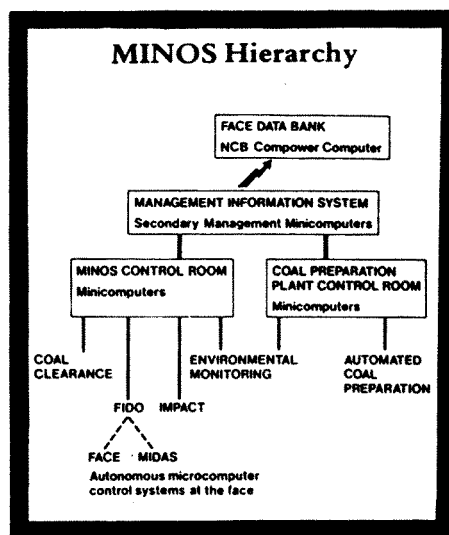 MINOS Hierarchy
FACE DATA BANK
NCB Compower Computer
MANAGEMENT INFORMATION SYSTEM
Secondary Management Minicomputers
MINOS CONTROL ROOM
Minicomputers
COAL PREPARATION
PLANT CONTROL ROOM
Minicomputers
COAL
CLEARANCE
ENVIRONMENTAL
MONITORING
AUTOMATED
COAL
PREPARATION
FIDO
IMPACT
FACE
MIDAS
Autonomous microcomputer
control systems at the face